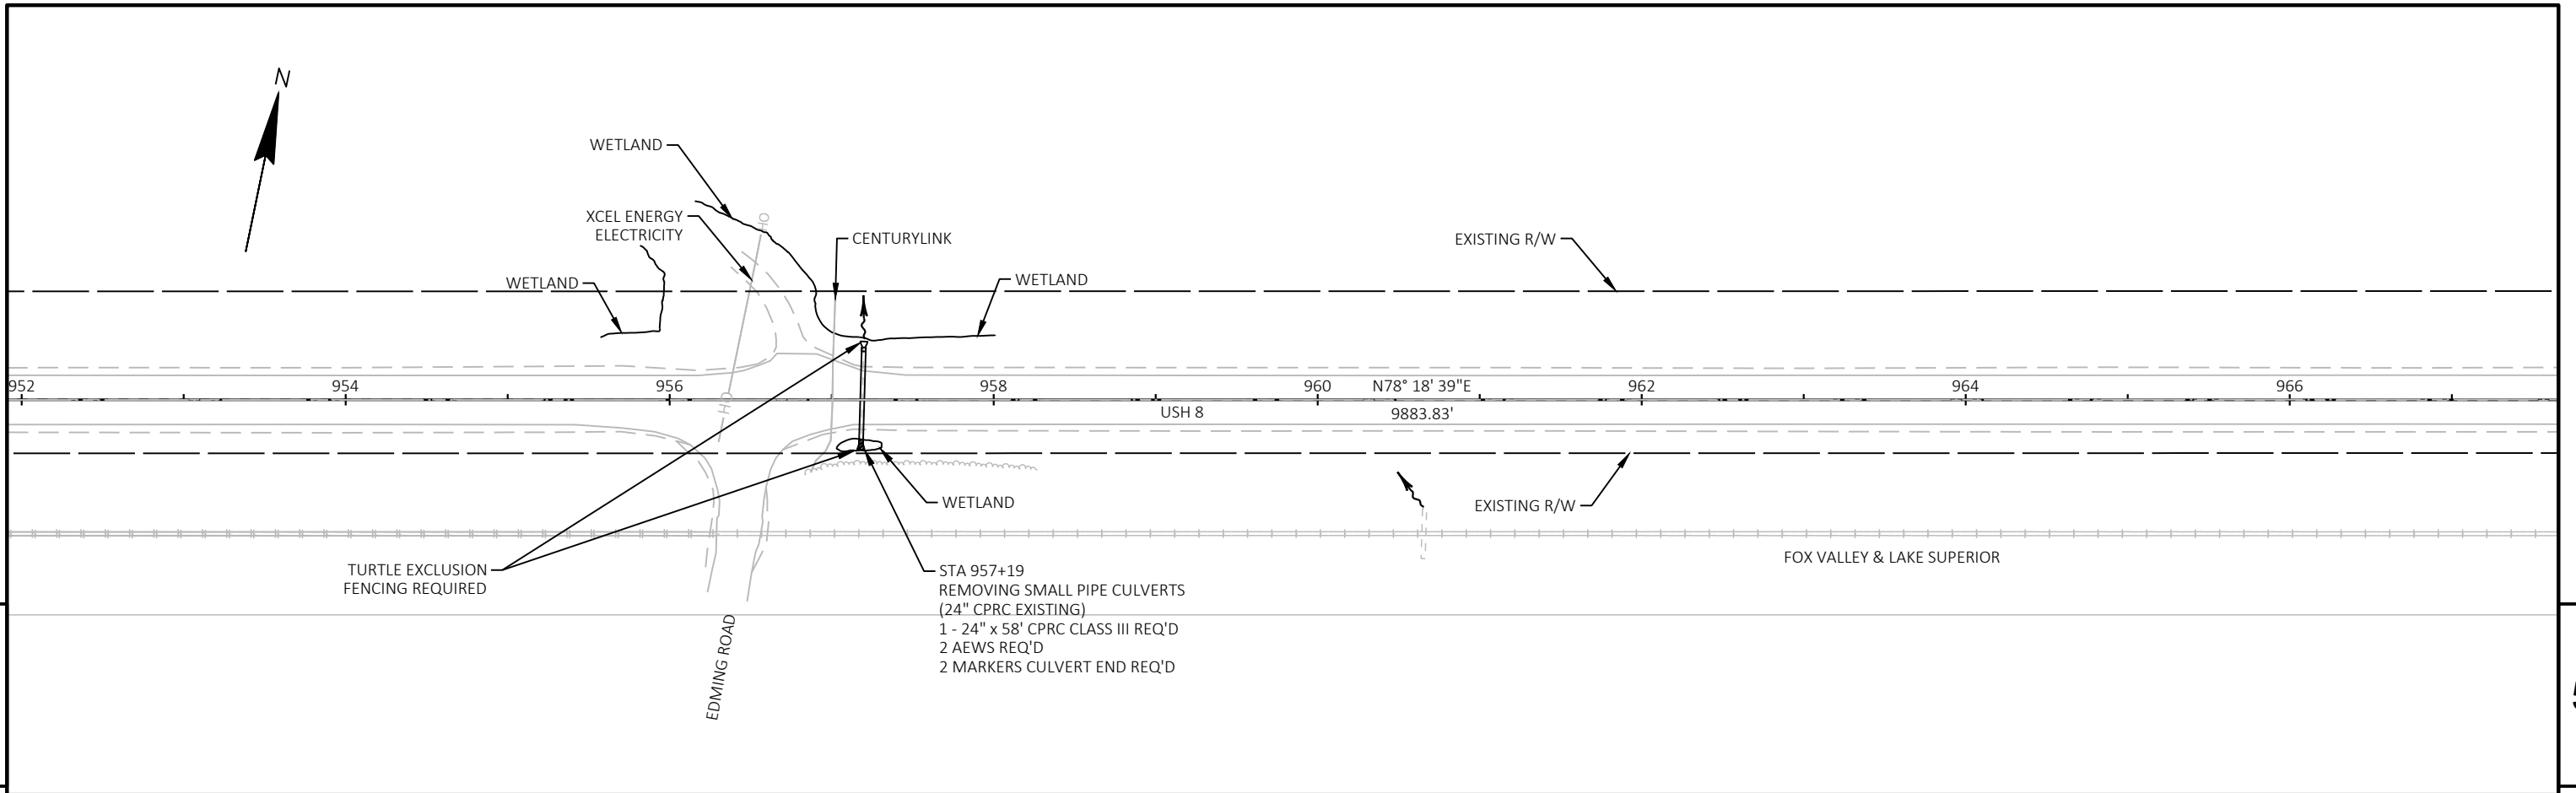 N
WETLAND
XCEL ENERGY
ELECTRICITY
OH
CENTURYLINK
EXISTING R/W
WETLAND
WETLAND
952
954
956
958
960
N78° 18' 39"E
962
964
966
OH
USH 8
9883.83'
WETLAND
EXISTING R/W
TURTLE EXCLUSION
FENCING REQUIRED
STA 957+19
REMOVING SMALL PIPE CULVERTS
(24" CPRC EXISTING)
1 - 24" x 58' CPRC CLASS III REQ'D
2 AEWS REQ'D
2 MARKERS CULVERT END REQ'D
FOX VALLEY & LAKE SUPERIOR
EDMING ROAD